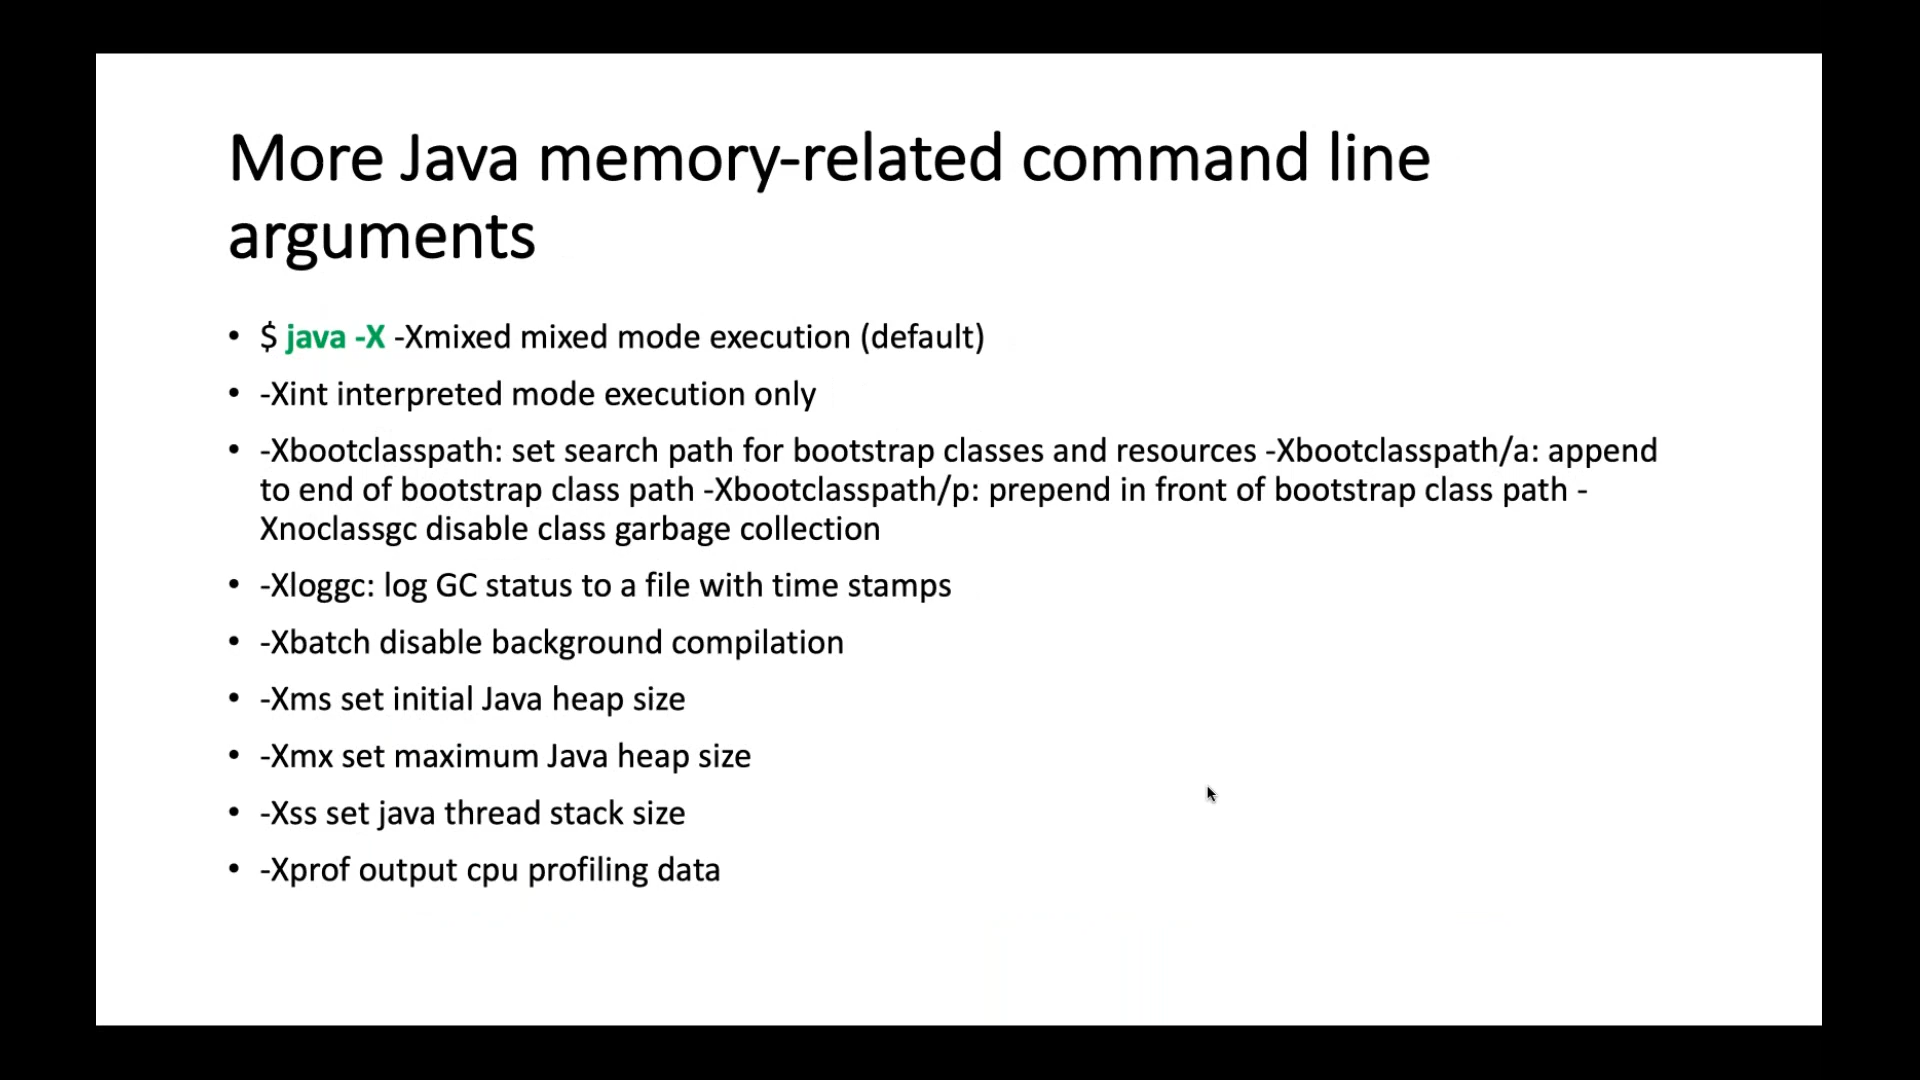 More Java memory-related command line
arguments
• $ java -X -Xmixed mixed mode execution (default)
• -Xint interpreted mode execution only
• -Xbootclasspath: set search path for bootstrap classes and resources -Xbootclasspath/a: append
to end of bootstrap class path -Xbootclasspath/p: prepend in front of bootstrap class path -
Xnoclassgc disable class garbage collection
• -Xloggc: log GC status to a file with time stamps
• -Xbatch disable background compilation
• -Xms set initial Java heap size
• -Xmx set maximum Java heap size
• -Xss set java thread stack size
• -Xprof output cpu profiling data